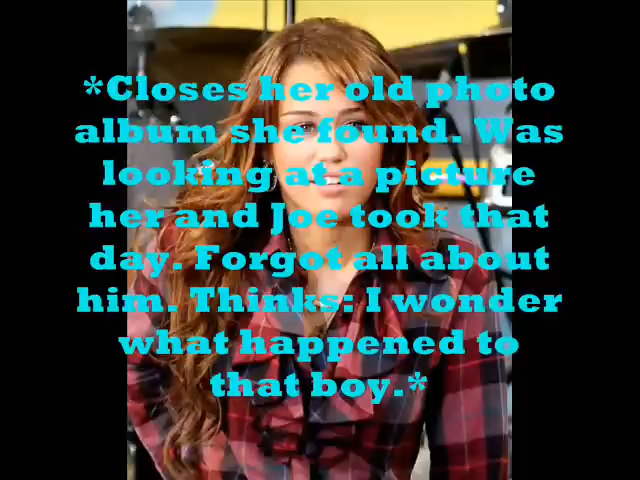 *Closes her old photo
album she found. Was
looking at a picture
her and Joe took that
day. Forgot all about
him. Thinks: I wonder
what happened to
that boy.*